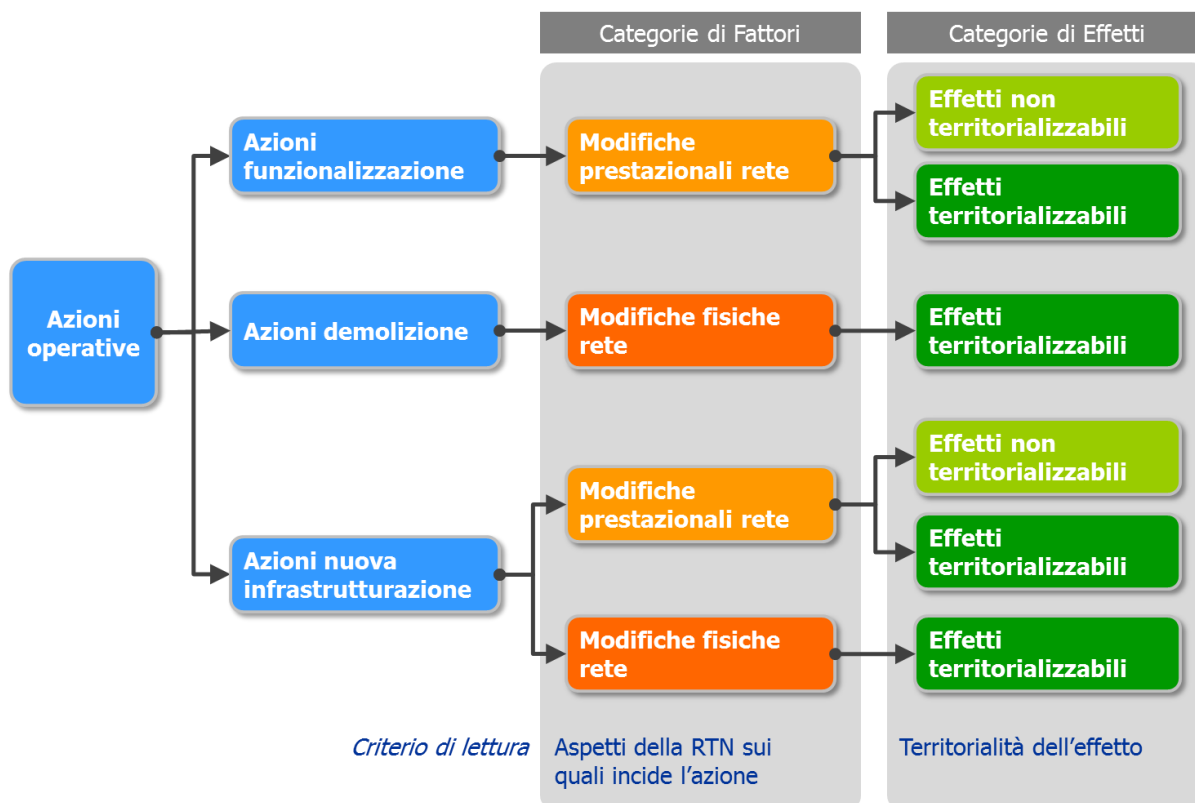 Categorie di Fattori
Categorie di Effetti
Azioni
operative
Azioni
funzionalizzazione
Modifiche
prestazionali rete
Effetti non
territorializzabili
Effetti
territorializzabili
Azioni demolizione
Modifiche fisiche
rete
Effetti
territorializzabili
Azioni nuova
infrastrutturazione
Modifiche
prestazionali rete
Effetti non
territorializzabili
Effetti
territorializzabili
Modifiche fisiche
rete
Effetti
territorializzabili
Criterio di lettura
Aspetti della RTN sui
quali incide l’azione
Territorialità dell’effetto